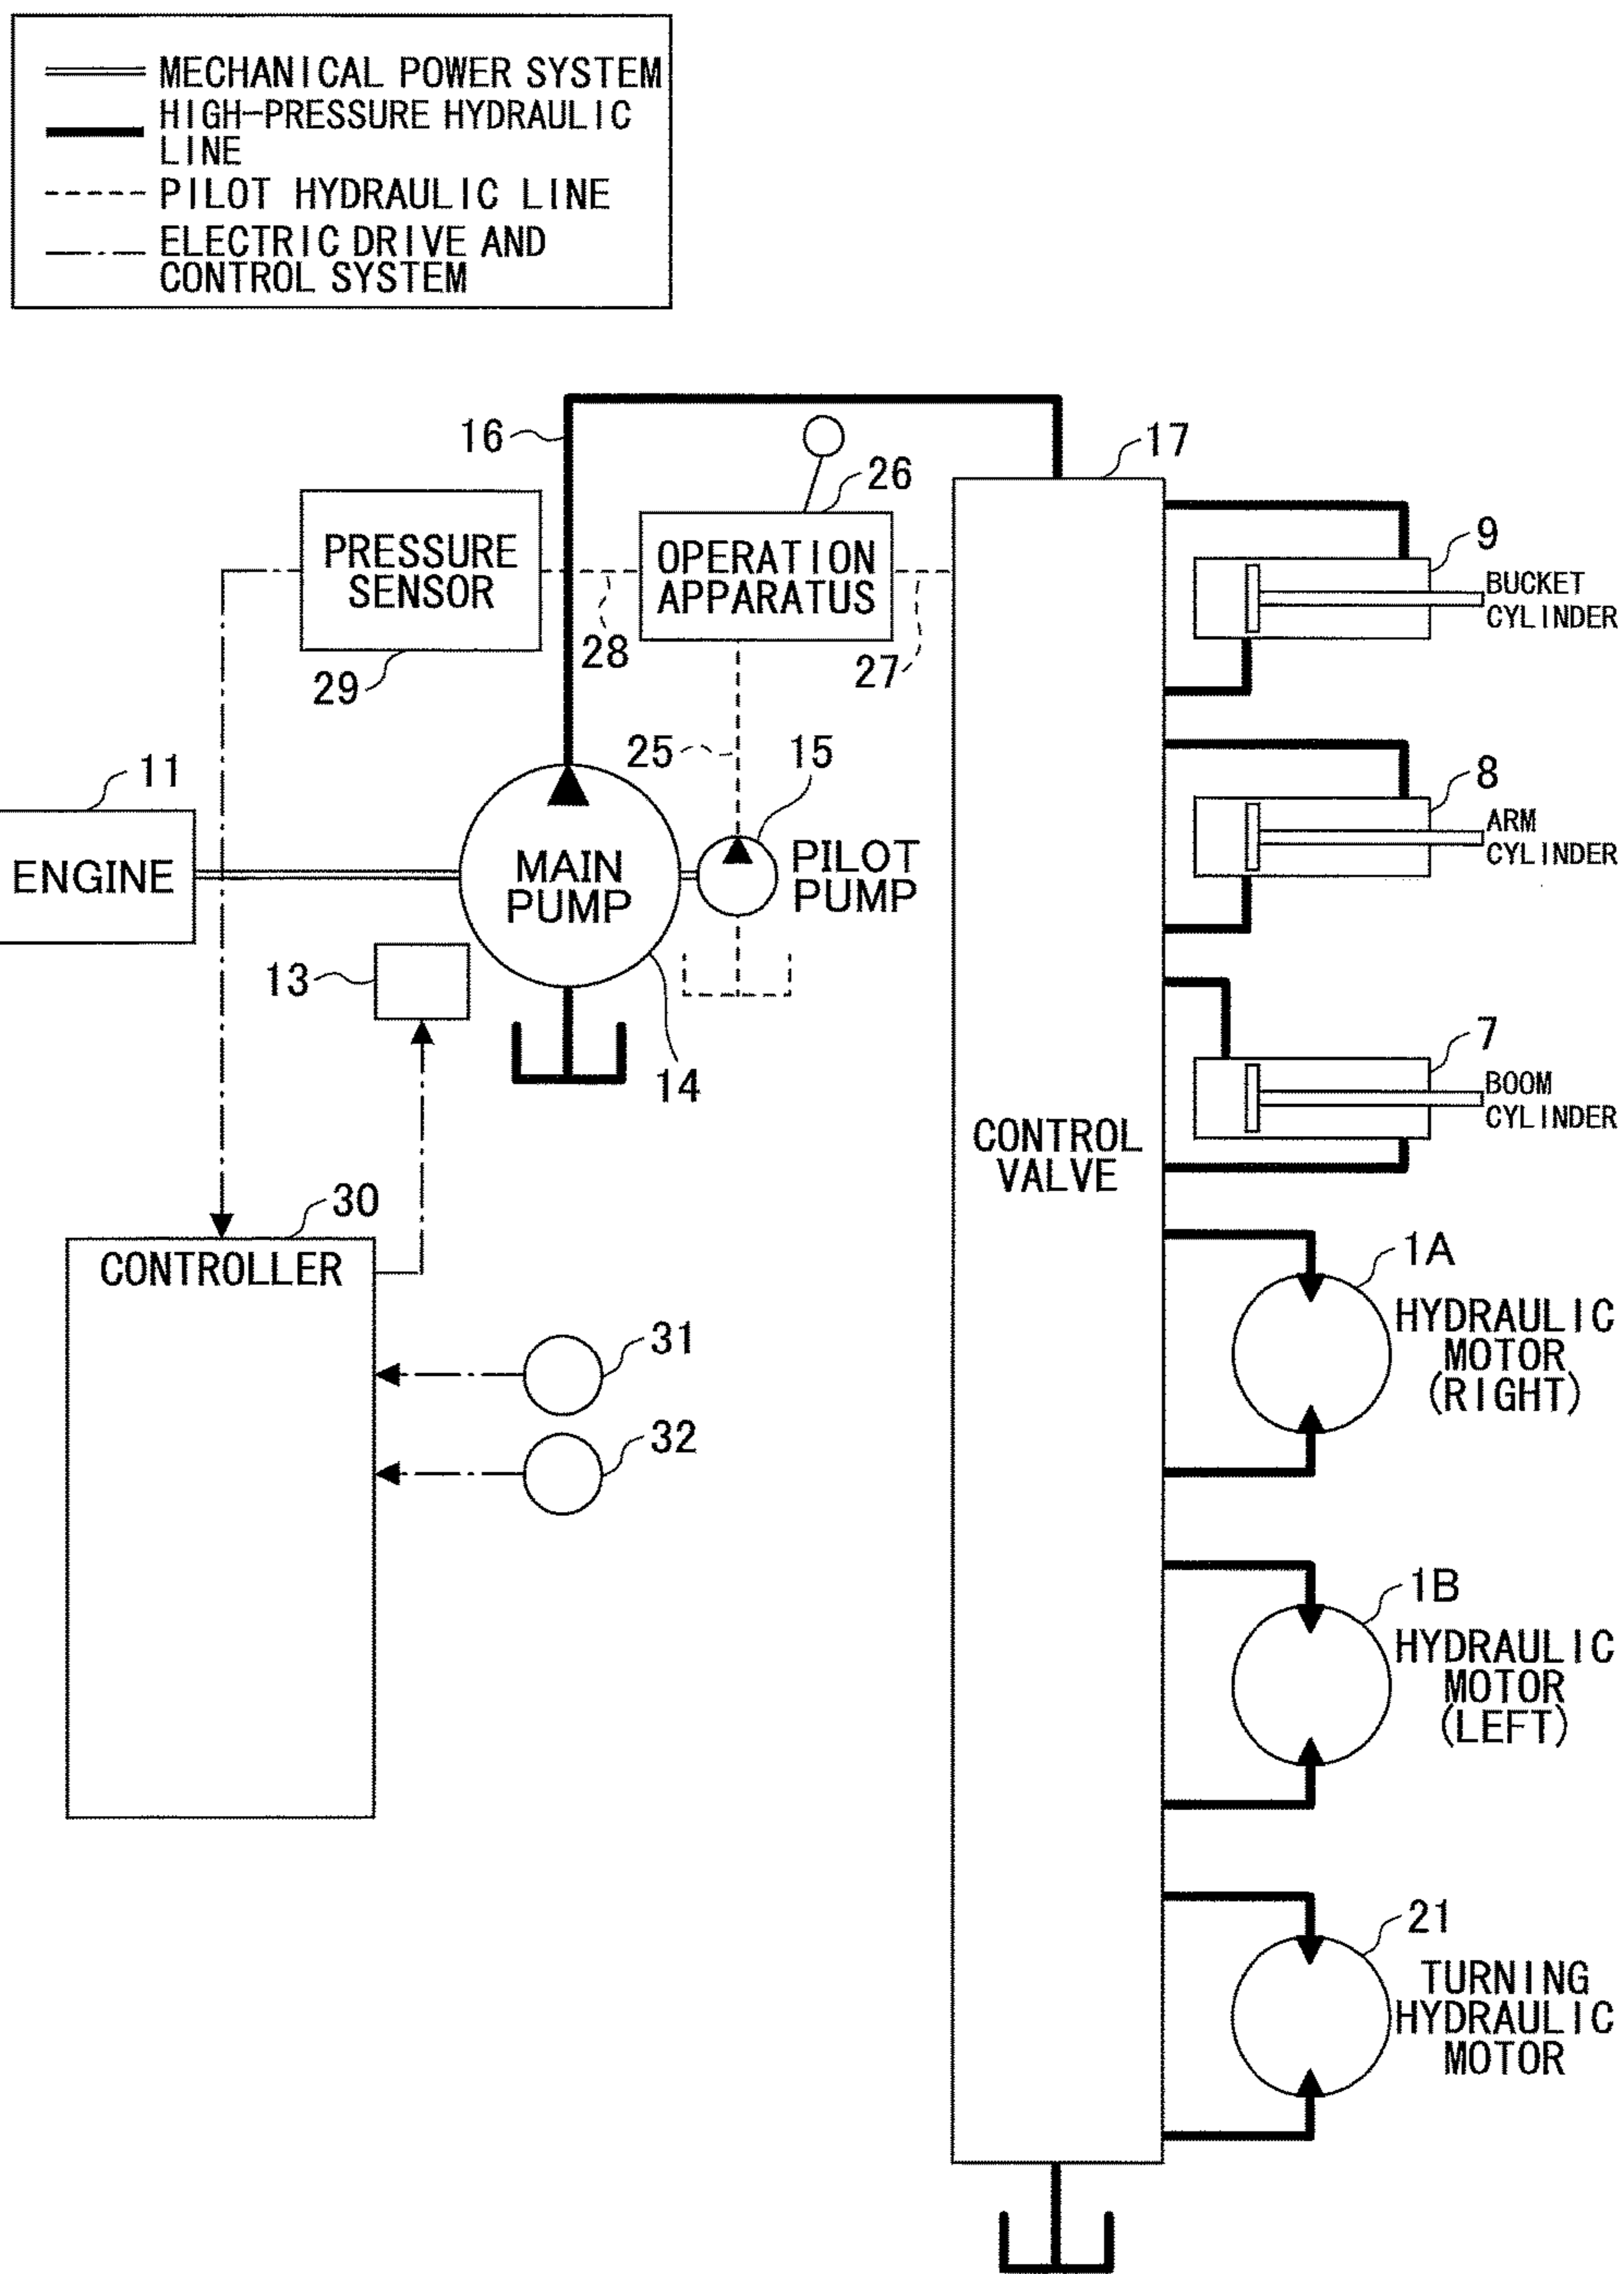 MECHANICAL POWER SYSTEM
HIGH-PRESSURE HYDRAULIC
LINE
PILOT HYDRAULIC LINE
ELECTRIC DRIVE AND
CONTROL SYSTEM
16
17
26
PRESSURE
SENSOR
OPERATION
APPARATUS
9
BUCKET
CYLINDER
28
27
29
25
15
11
8
ARM
CYLINDER
ENGINE
MAIN
PUMP
PILOT
PUMP
13
14
7
BOOM
CYLINDER
CONTROL
VALVE
30
CONTROLLER
1A
HYDRAULIC
MOTOR
(RIGHT)
31
32
1B
HYDRAULIC
MOTOR
(LEFT)
21
TURNING
HYDRAULIC
MOTOR